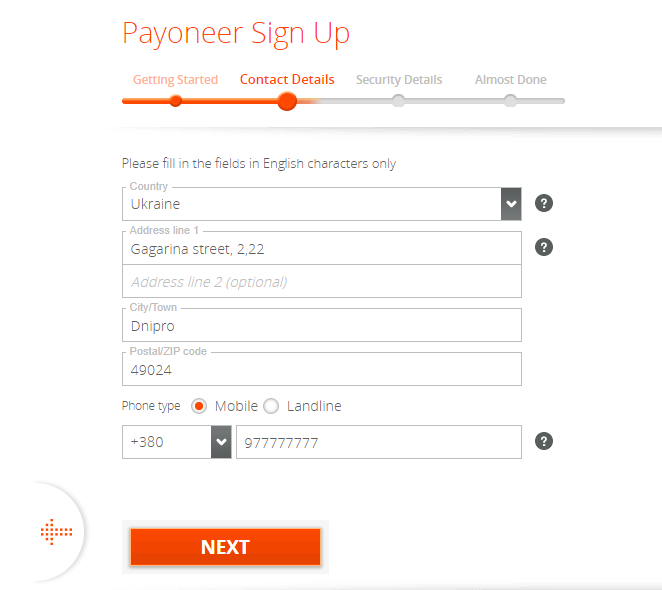 Payoneer Sign Up
Getting Started Contact Details Security Details Almost Done
Please fill in the fields in English characters only
Country
Ukraine
?
Address line 1
Gagarina street, 2,22
?
Address line 2 (optional)
City/Town
Dnipro
Postal/ZIP code
49024
Phone type Mobile Landline
+380 977777777 ?
NEXT